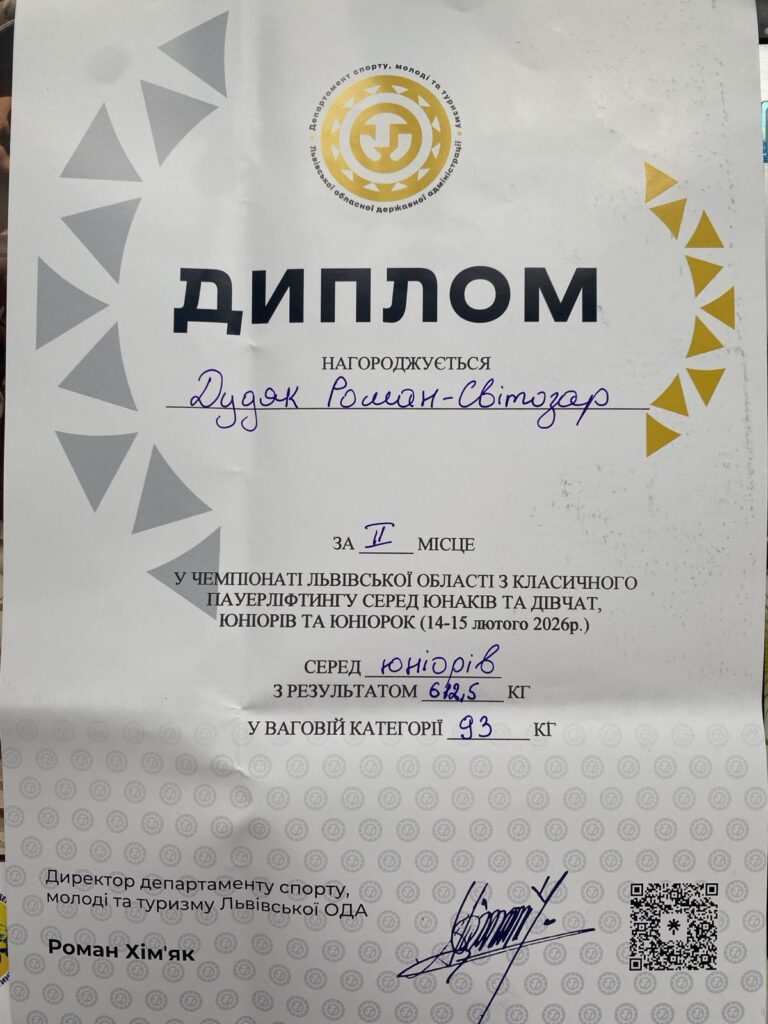 Департамент спорту, молоді та туризму
Львівської обласної державної адміністрації
ДИПЛОМ
НАГОРОДЖУЄТЬСЯ
Дудяк Роман-Світозар
ЗА II МІСЦЕ
У ЧЕМПІОНАТІ ЛЬВІВСЬКОЇ ОБЛАСТІ З КЛАСИЧНОГО
ПАУЕРЛІФТИНГУ СЕРЕД ЮНАКІВ ТА ДІВЧАТ,
ЮНІОРІВ ТА ЮНІОРОК (14-15 лютого 2026р.)
СЕРЕД юніорів
З РЕЗУЛЬТАТОМ 612,5 КГ
У ВАГОВІЙ КАТЕГОРІЇ 93 КГ
Директор департаменту спорту,
молоді та туризму Львівської ОДА
Роман Хім'як